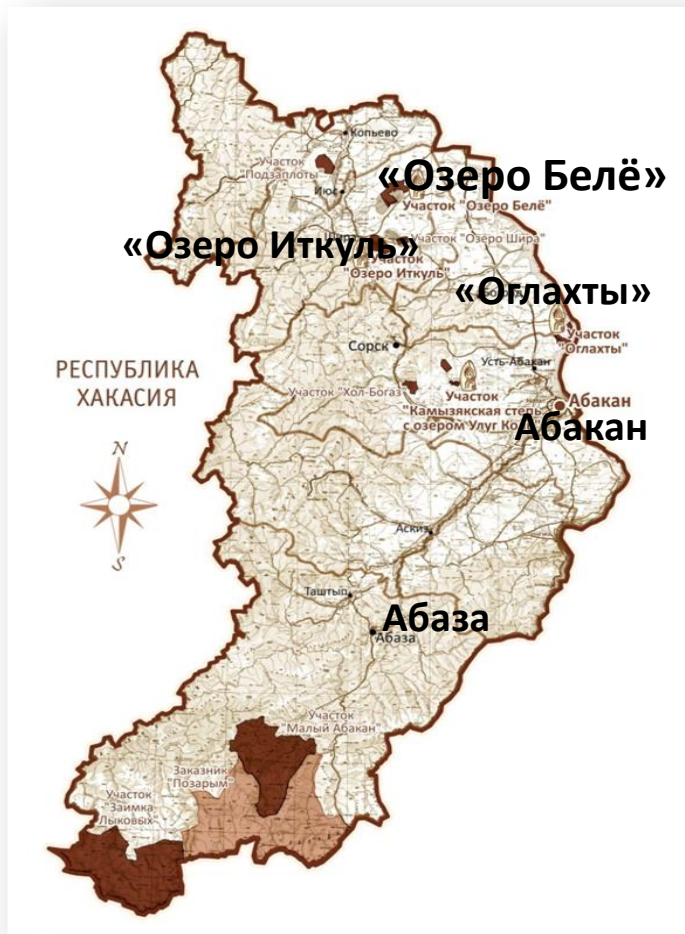 Копьево
Участок
"Подзаплоты"
Июс
«Озеро Белё»
Участок "Озеро Белё"
«Озеро Иткуль»
Участок "Озеро Шира"
Участок
"Озеро Иткуль"
«Оглахты»
Участок
"Оглахты"
Сорск
Усть-Абакан
РЕСПУБЛИКА
ХАКАСИЯ
Участок "Хол-Богаз"
Участок
"Камызякская степь
с озером Улуг Ко
Абакан
Абакан
N
S
Аскиз
Таштып
Абаза
Абаза
Участок
"Малый Абакан"
Заказник
"Позарым"
Участок
"Заимка
Лыковых"